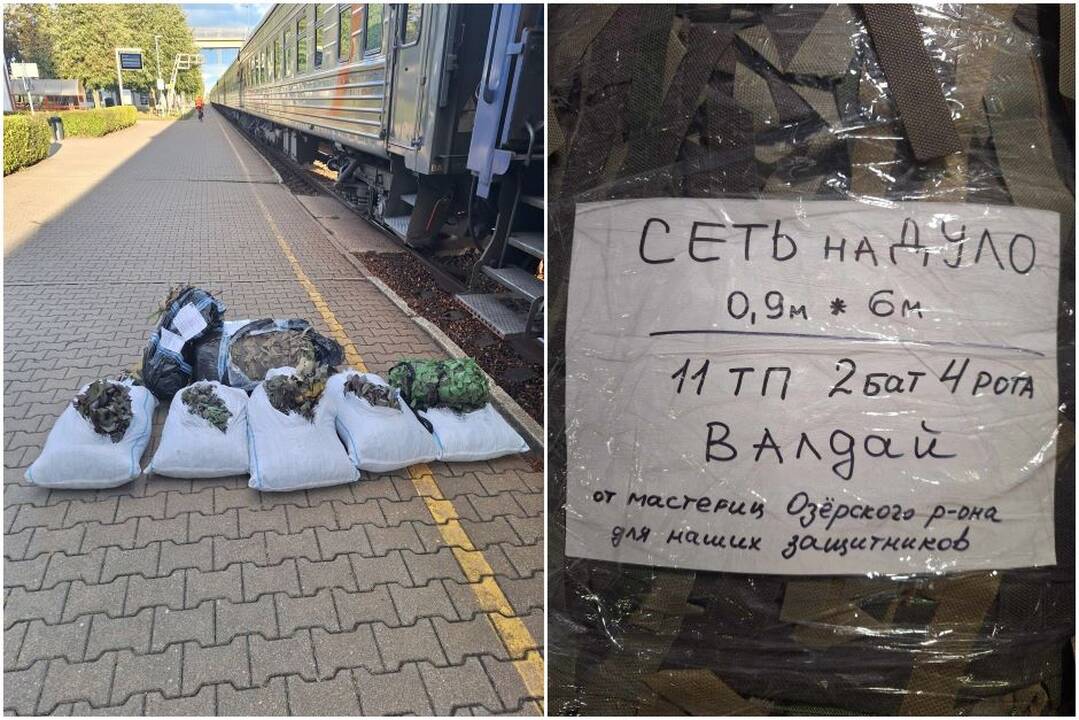 СЕТЬ НА ДУЛО
0,9м * 6м
11 ТП 2 БАТ 4 РОТА
ВАЛДАЙ
от мастериц Озёрского р-она
для наших защитников